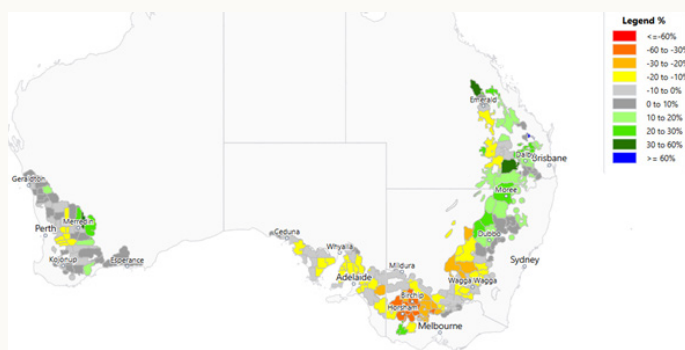 Legend %
<=-60%
-60 to -30%
-30 to -20%
-20 to -10%
-10 to 0%
0 to 10%
10 to 20%
20 to 30%
30 to 60%
>= 60%
Emerald
Dalby
Brisbane
Moree
Geraldton
Merredin
Perth
Kojonup
Esperance
Ceduna
Whyalla
Dubbo
Sydney
Adelaide
Mildura
Wagga Wagga
Birchip
Horsham
Melbourne